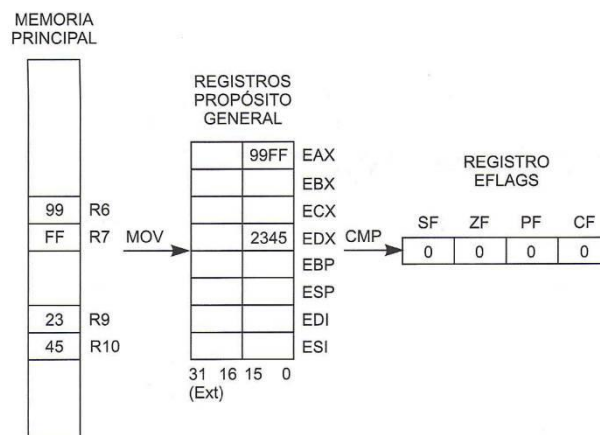 MEMORIA
PRINCIPAL
REGISTROS
PROPÓSITO
GENERAL
REGISTRO
EFLAGS
99FF EAX
EBX
ECX
2345 EDX
EBP
ESP
EDI
ESI
99 R6
FF R7
23 R9
45 R10
MOV
CMP
SF ZF PF CF
0 0 0 0
31 16 15 0
(Ext)